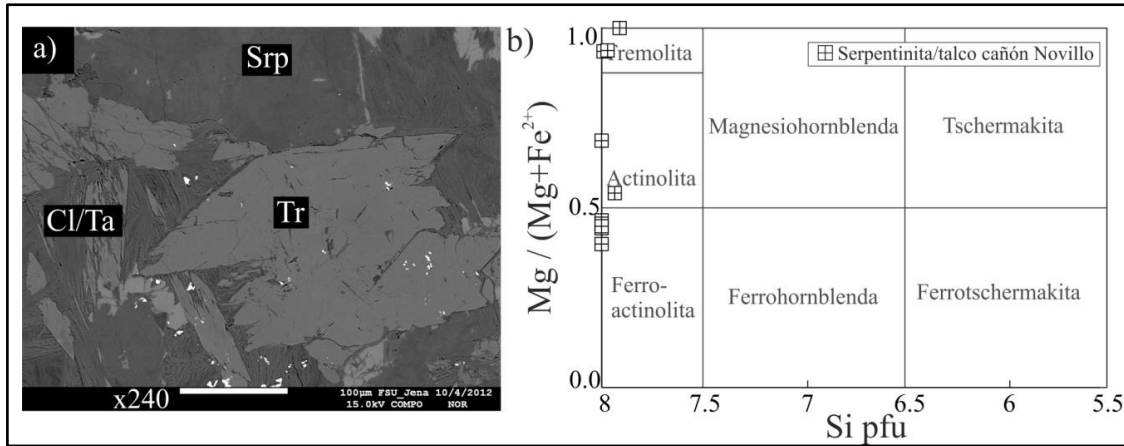 a)
Srp
Cl/Ta
Tr
x240
100µm FSU_Jena 10/4/2012
15.0kV COMPO NOR
b)
Mg / (Mg+Fe²⁺)
1.0
0.5
0.0
Serpentinita/talco cañón Novillo
Tremolita
Magnesiohornblenda
Tschermakita
Actinolita
Ferro-
actinolita
Ferrohornblenda
Ferrotschermakita
8
7.5
7
6.5
6
5.5
Si pfu